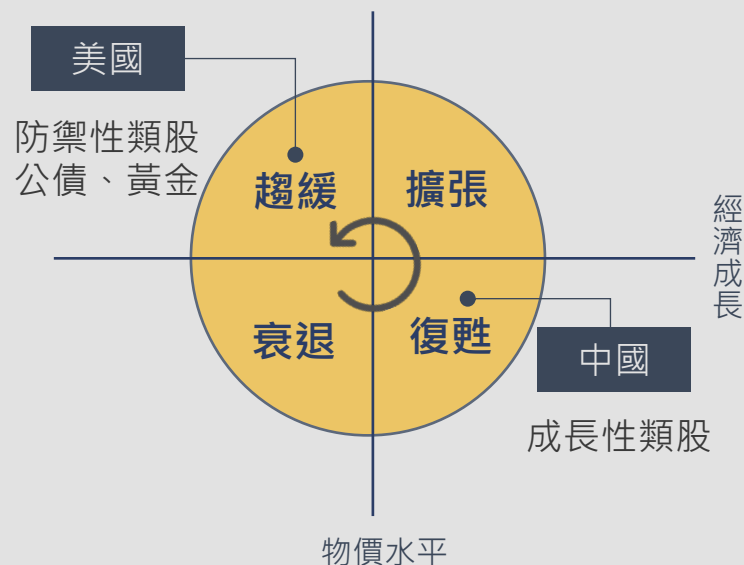 美國
防禦性類股
公債、黃金
趨緩
擴張
經濟成長
衰退
復甦
中國
成長性類股
物價水平